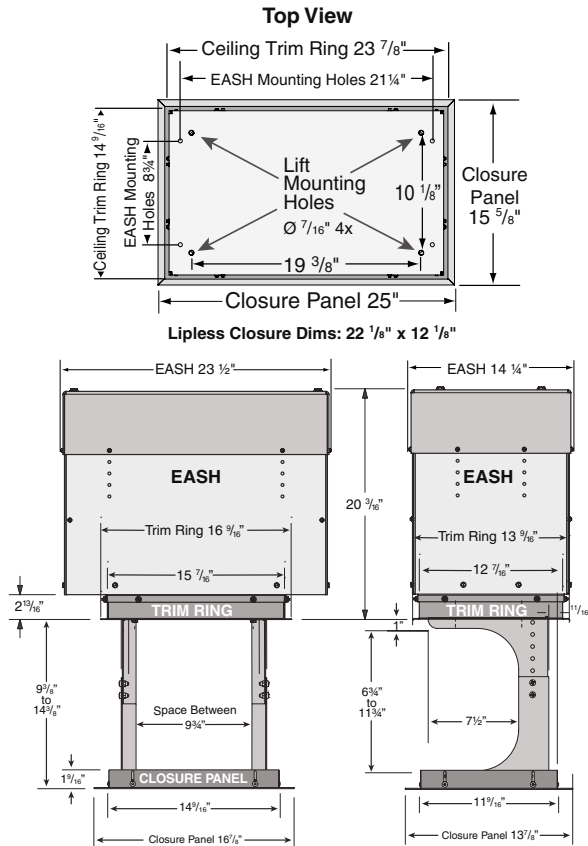 Top View
Ceiling Trim Ring 23 7/8"
EASH Mounting Holes 21¼"
Ceiling Trim Ring 14 9/16"
EASH Mounting
Holes 8¾"
Lift
Mounting
Holes
Ø 7/16" 4x
10 1/8"
19 3/8"
Closure
Panel
15 5/8"
Closure Panel 25"
Lipless Closure Dims: 22 1/8" x 12 1/8"
EASH 23 ½"
EASH 14 ¼"
EASH
EASH
20 3/16"
Trim Ring 16 9/16"
Trim Ring 13 9/16"
15 7/16"
12 7/16"
2 13/16"
TRIM RING
TRIM RING
11/16
1"
9 3/8"
to
14 3/8"
Space Between
9¾"
6¾"
to
11¾"
7½"
1 9/16"
CLOSURE PANEL
14 9/16"
11 9/16"
Closure Panel 16 7/8"
Closure Panel 13 7/8"